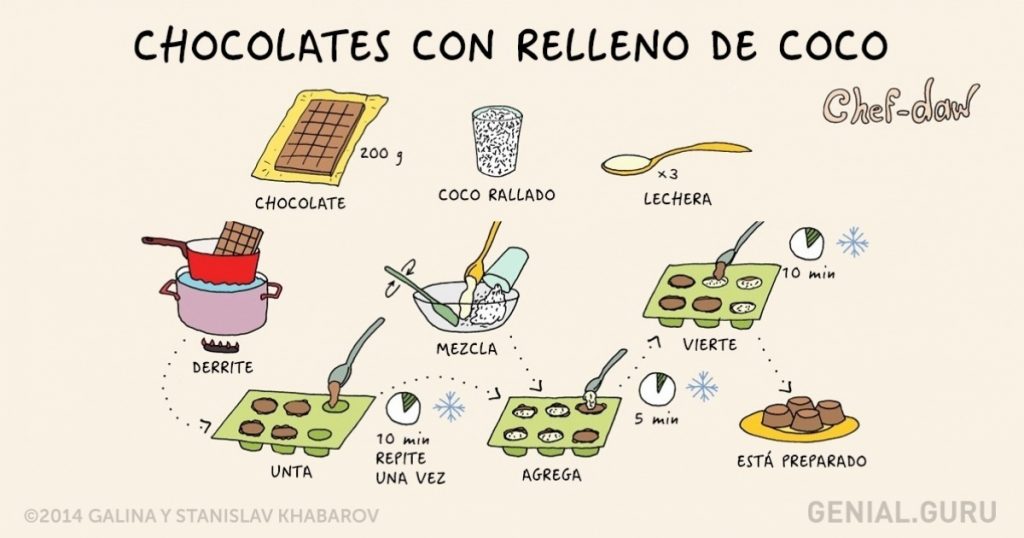 CHOCOLATES CON RELLENO DE COCO
Chef-daw
200 g
CHOCOLATE
COCO RALLADO
×3
LECHERA
DERRITE
MEZCLA
10 min
VIERTE
UNTA
10 min
REPITE
UNA VEZ
AGREGA
5 min
ESTÁ PREPARADO
©2014 GALINA Y STANISLAV KHABAROV
GENIAL.GURU